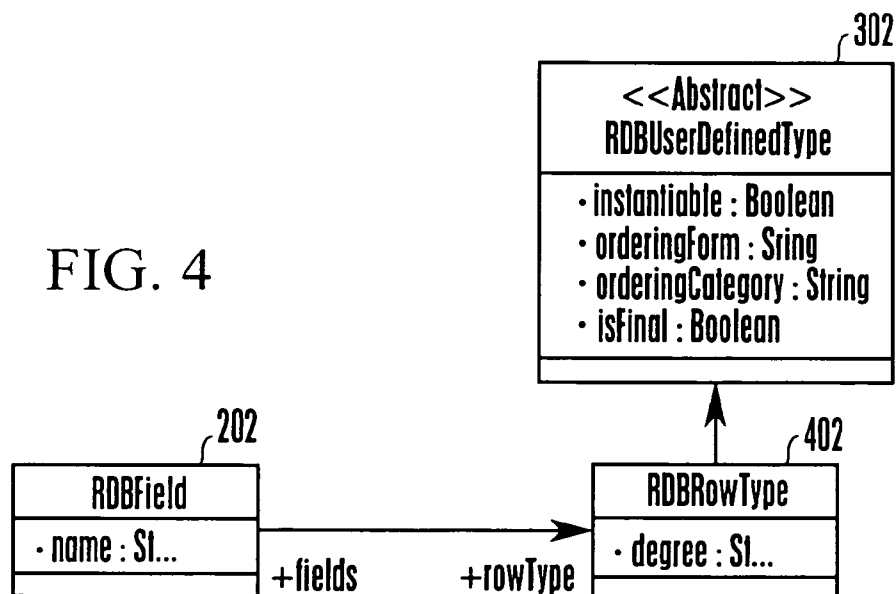 302
<<Abstract>>
RDBUserDefinedType
· instantiable : Boolean
· orderingForm : Sring
· orderingCategory : String
· isFinal : Boolean
FIG. 4
202
RDBField
· name : St...
+fields
+rowType
402
RDBRowType
· degree : St...